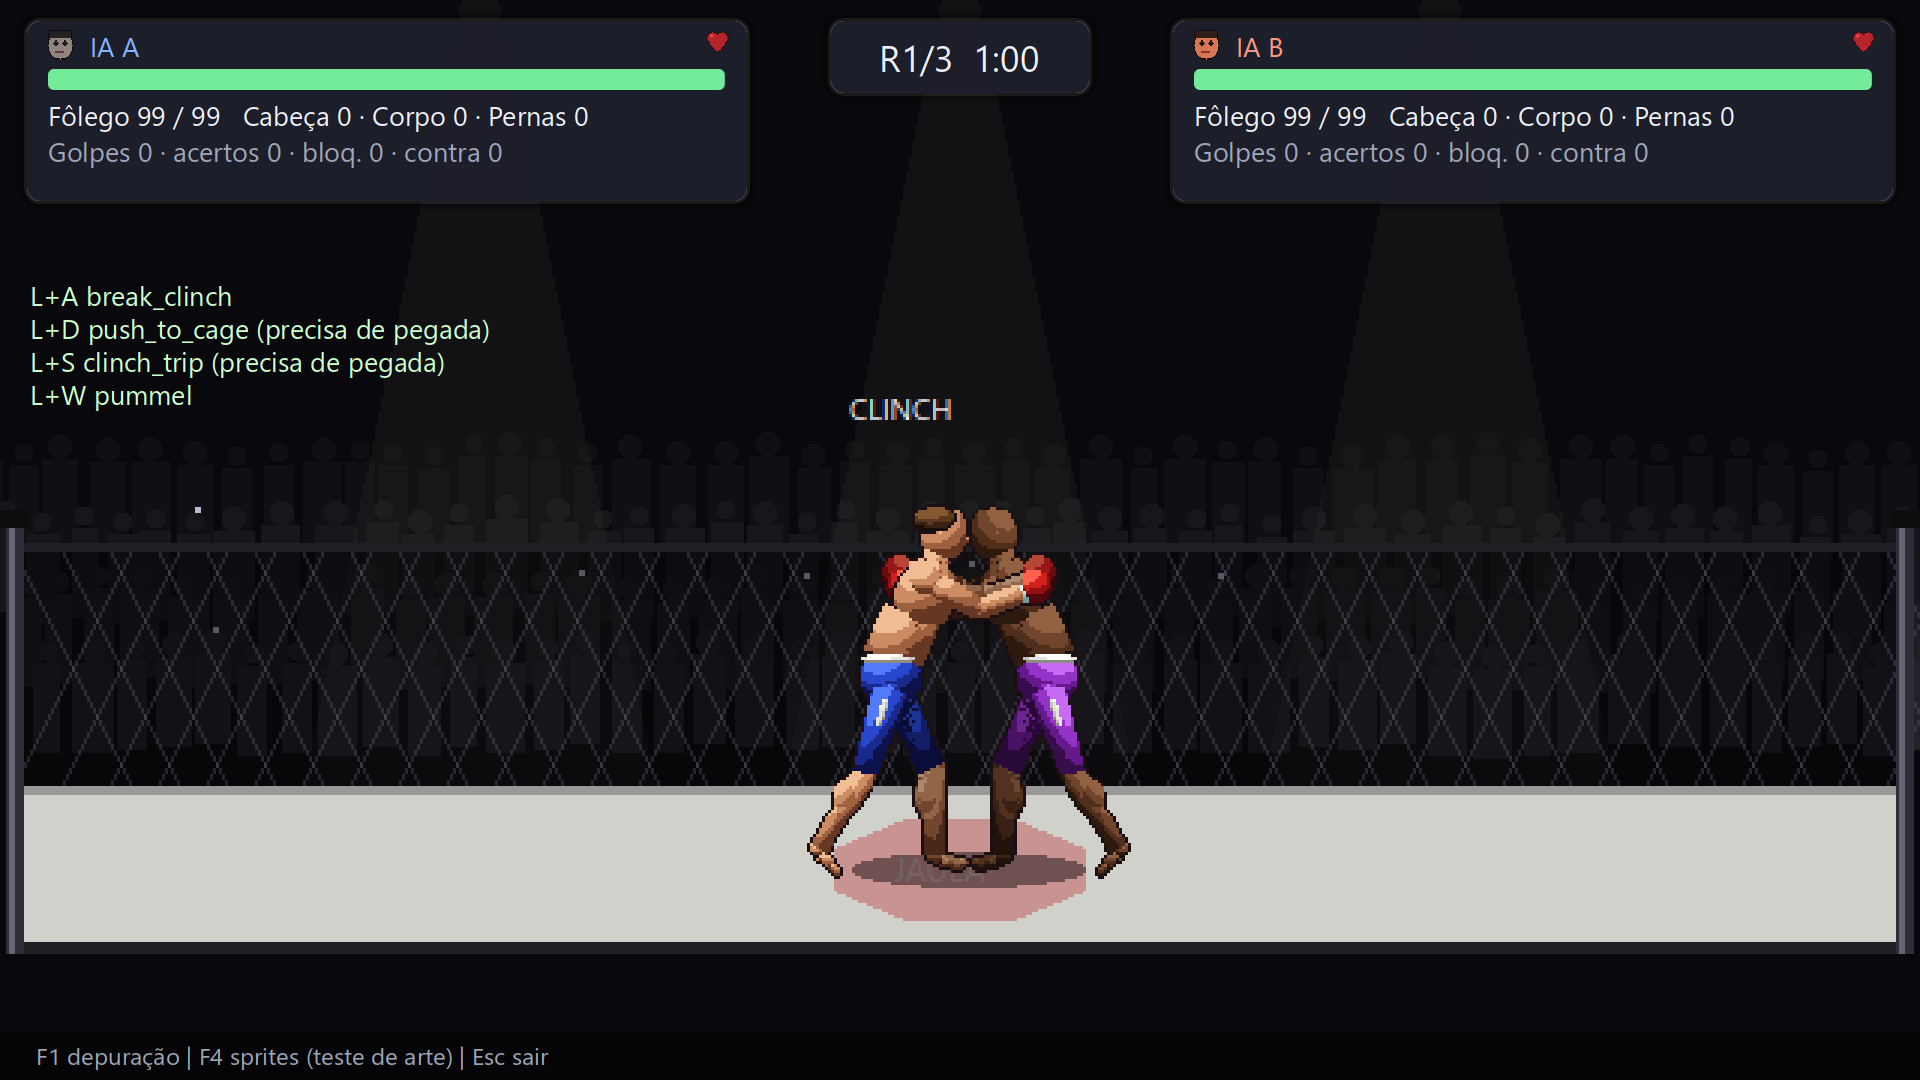 IA A
Fôlego 99 / 99   Cabeça 0 · Corpo 0 · Pernas 0
Golpes 0 · acertos 0 · bloq. 0 · contra 0
R1/3  1:00
IA B
Fôlego 99 / 99   Cabeça 0 · Corpo 0 · Pernas 0
Golpes 0 · acertos 0 · bloq. 0 · contra 0
L+A break_clinch
L+D push_to_cage (precisa de pegada)
L+S clinch_trip (precisa de pegada)
L+W pummel
CLINCH
JAULA
F1 depuração | F4 sprites (teste de arte) | Esc sair